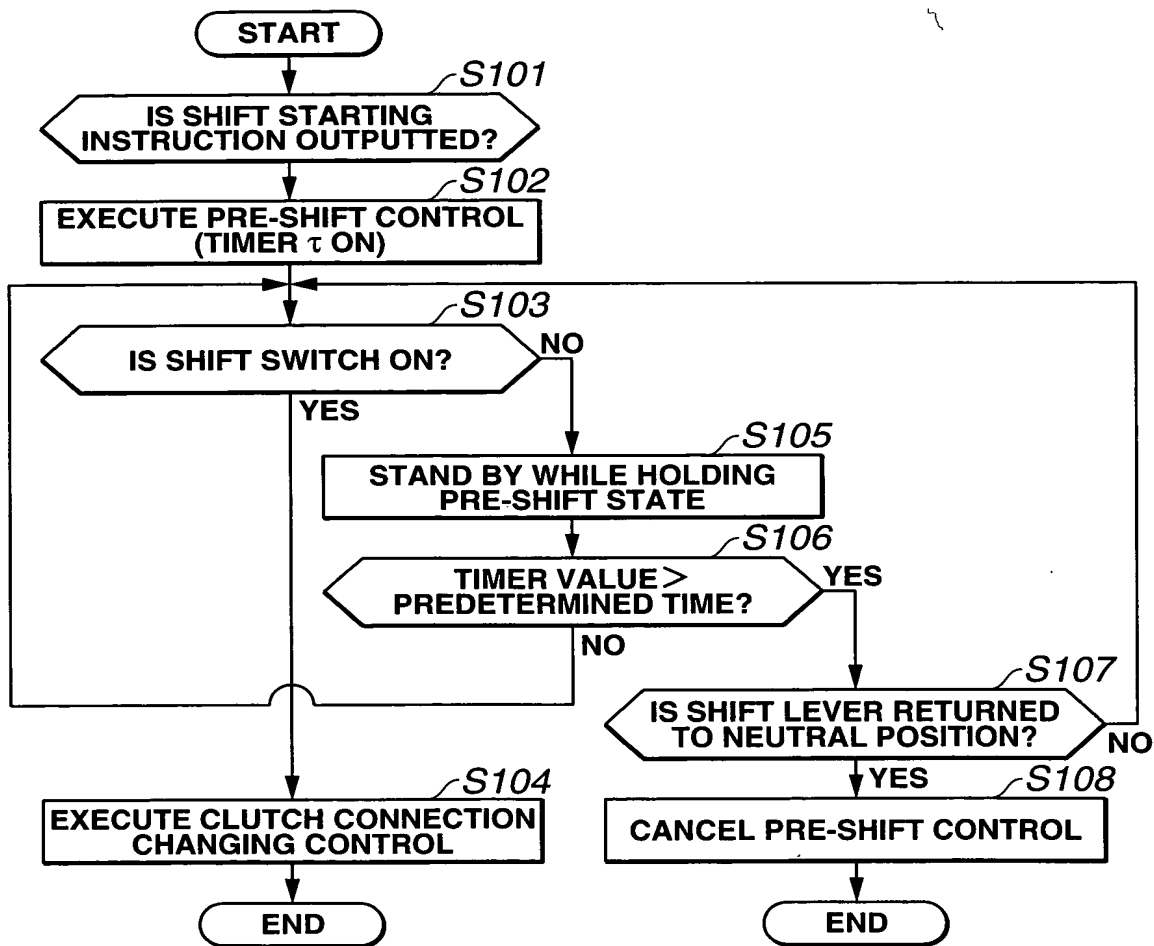 START
S101
IS SHIFT STARTING
INSTRUCTION OUTPUTTED?
S102
EXECUTE PRE-SHIFT CONTROL
(TIMER τ ON)
S103
IS SHIFT SWITCH ON?
NO
YES
S105
STAND BY WHILE HOLDING
PRE-SHIFT STATE
S106
TIMER VALUE >
PREDETERMINED TIME?
YES
NO
S107
IS SHIFT LEVER RETURNED
TO NEUTRAL POSITION?
NO
YES
S104
EXECUTE CLUTCH CONNECTION
CHANGING CONTROL
S108
CANCEL PRE-SHIFT CONTROL
END
END